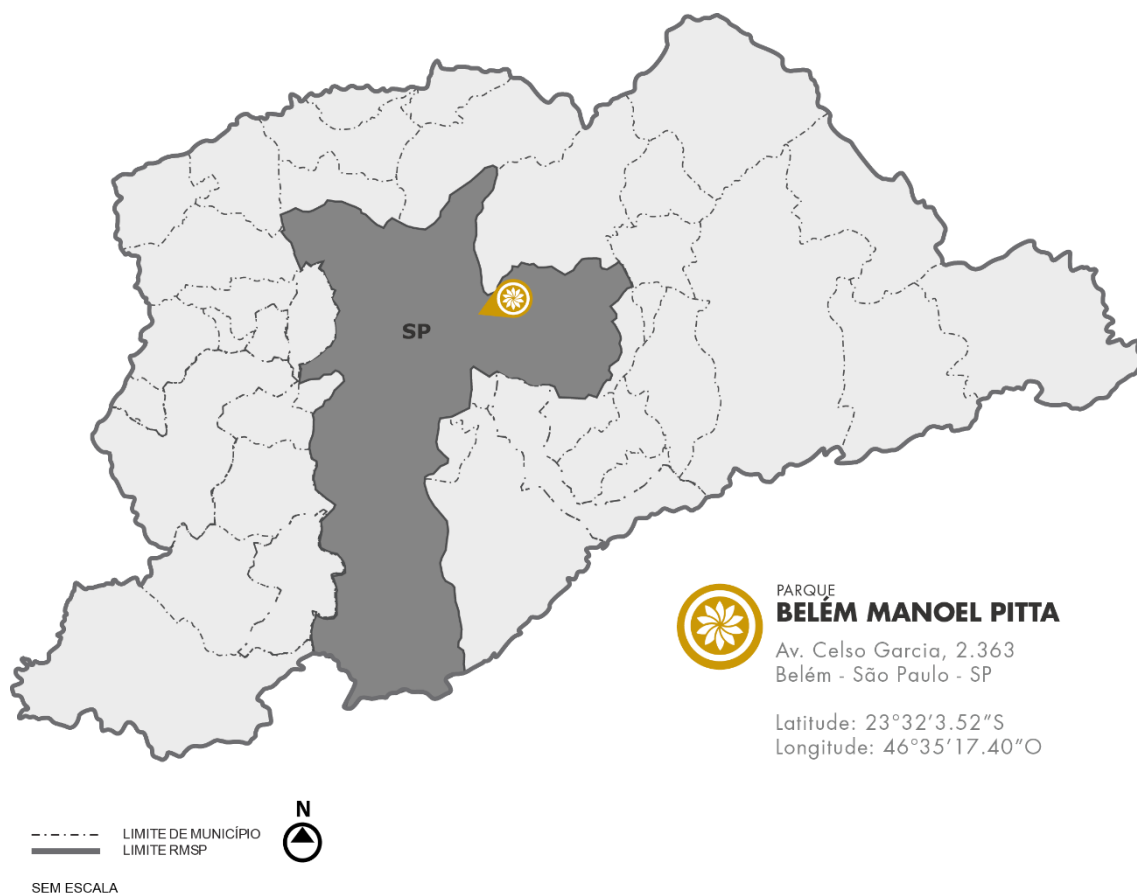 SP
PARQUE
BELÉM MANOEL PITTA
Av. Celso Garcia, 2.363
Belém - São Paulo - SP
Latitude: 23°32’3.52”S
Longitude: 46°35’17.40”O
N
LIMITE DE MUNICÍPIO
LIMITE RMSP
SEM ESCALA